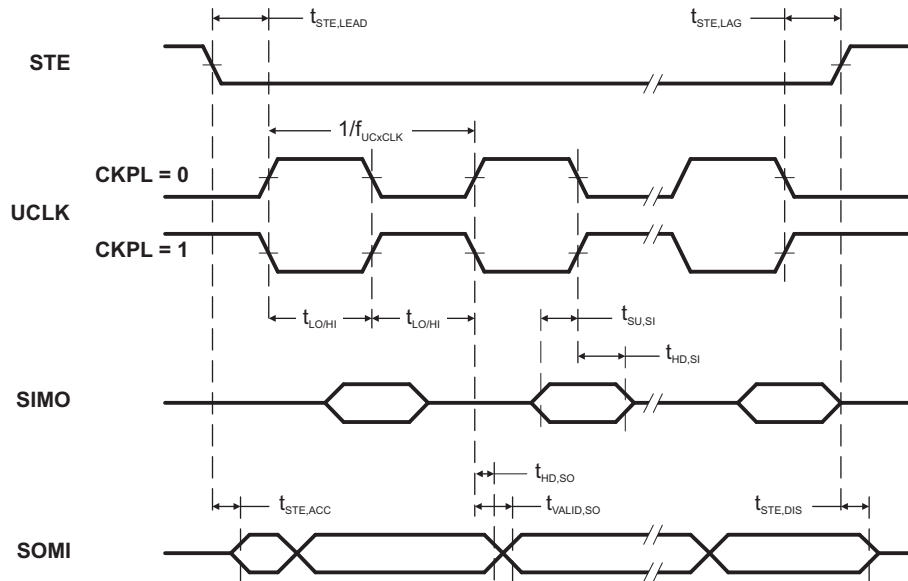 t_STE,LEAD
t_STE,LAG
STE
1/f_UCxCLK
CKPL = 0
UCLK
CKPL = 1
t_LO/HI
t_LO/HI
t_SU,SI
t_HD,SI
SIMO
t_HD,SO
t_STE,ACC
t_VALID,SO
t_STE,DIS
SOMI